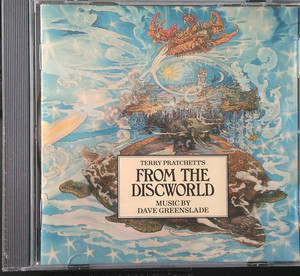 TERRY PRATCHETT'S
FROM THE
DISCWORLD
MUSIC BY
DAVE GREENSLADE